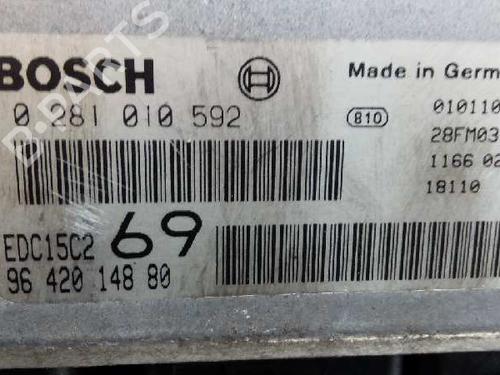 BOSCH
Made in Germ
0 281 010 592
810
010110
28FM03
1166 02
18110
EDC15C2 69
96 420 148 80
B-PARTS